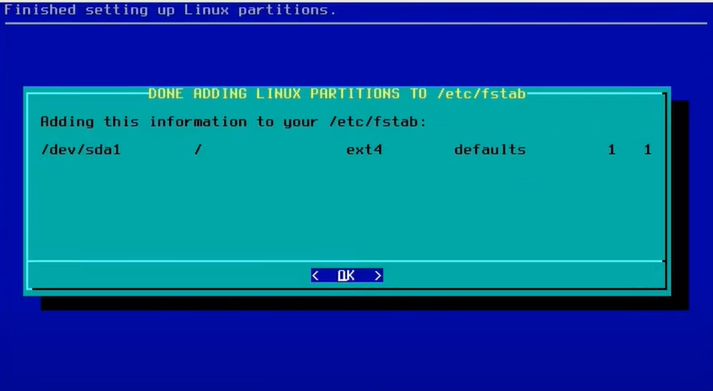 Finished setting up Linux partitions.
DONE ADDING LINUX PARTITIONS TO /etc/fstab
Adding this information to your /etc/fstab:
/dev/sda1 / ext4 defaults 1 1
< OK >